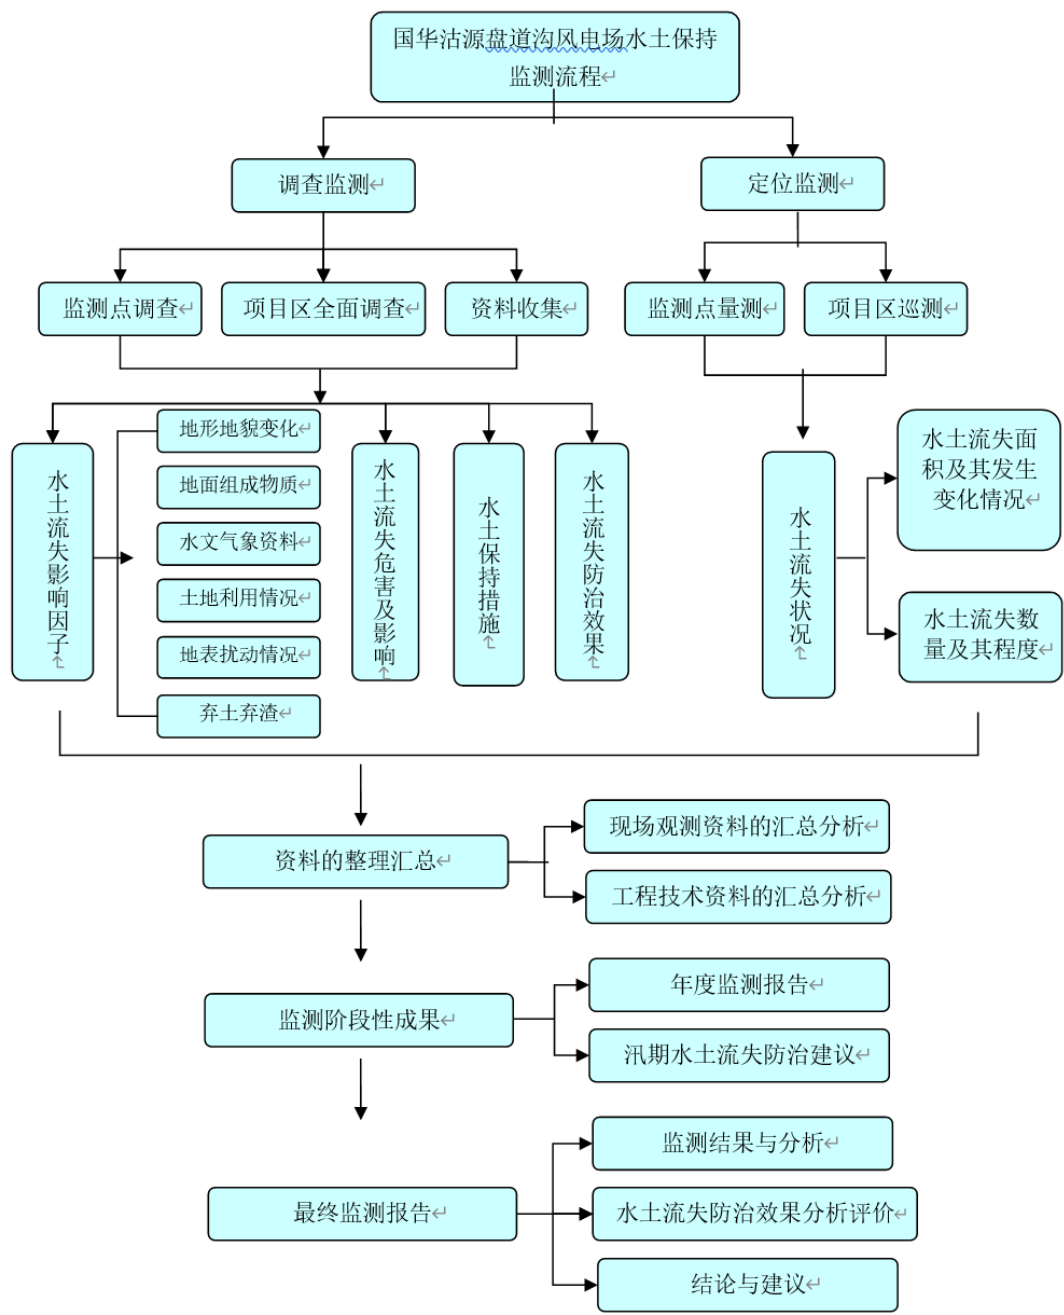 国华沽源盘道沟风电场水土保持
监测流程
调查监测
定位监测
监测点调查
项目区全面调查
资料收集
监测点量测
项目区巡测
水土流失影响因子
地形地貌变化
地面组成物质
水文气象资料
土地利用情况
地表扰动情况
弃土弃渣
水土流失危害及影响
水土保持措施
水土流失防治效果
水土流失状况
水土流失面
积及其发生
变化情况
水土流失数
量及其程度
资料的整理汇总
现场观测资料的汇总分析
工程技术资料的汇总分析
监测阶段性成果
年度监测报告
汛期水土流失防治建议
最终监测报告
监测结果与分析
水土流失防治效果分析评价
结论与建议